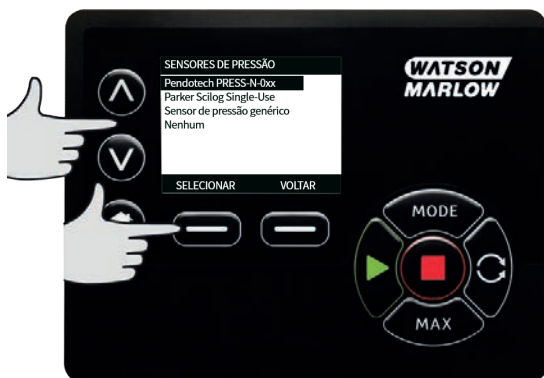 SENSORES DE PRESSÃO
Pendotech PRESS-N-0xx
Parker Scilog Single-Use
Sensor de pressão genérico
Nenhum
SELECIONAR VOLTAR
WATSON
MARLOW
MODE
MAX